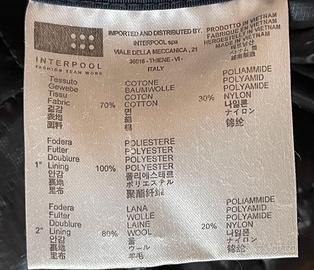 INTERPOOL
FASHION TEAM WORK
IMPORTED AND DISTRIBUTED BY,
INTERPOOL spa
VIALE DELLA MECCANICA , 21
36016 - THIENE - VI -
ITALY
PRODOTTO IN VIETNAM
FABRIQUE EN VIETNAM
HERGESTELLT IN VIETNAM
MADE IN VIETNAM
Tessuto COTONE POLIAMMIDE
Gewebe BAUMWOLLE POLYAMID
Tissu COTON POLYAMIDE
Fabric 70% COTTON 30% NYLON
겉감 면 나일론
表地 綿 ナイロン
面料 棉 锦纶
Fodera POLIESTERE
Futter POLYESTER
Doublure POLYESTER
1° Lining 100% POLYESTER
안감 폴리에스테르
裏地 ポリエステル
里布 聚酯纤维
Fodera LANA POLIAMMIDE
Futter WOLLE POLYAMID
Doublure LAINE POLYAMIDE
2° Lining 80% WOOL 20% NYLON
안감 울 나일론
裏地 ウール ナイロン
里布 羊毛 锦纶